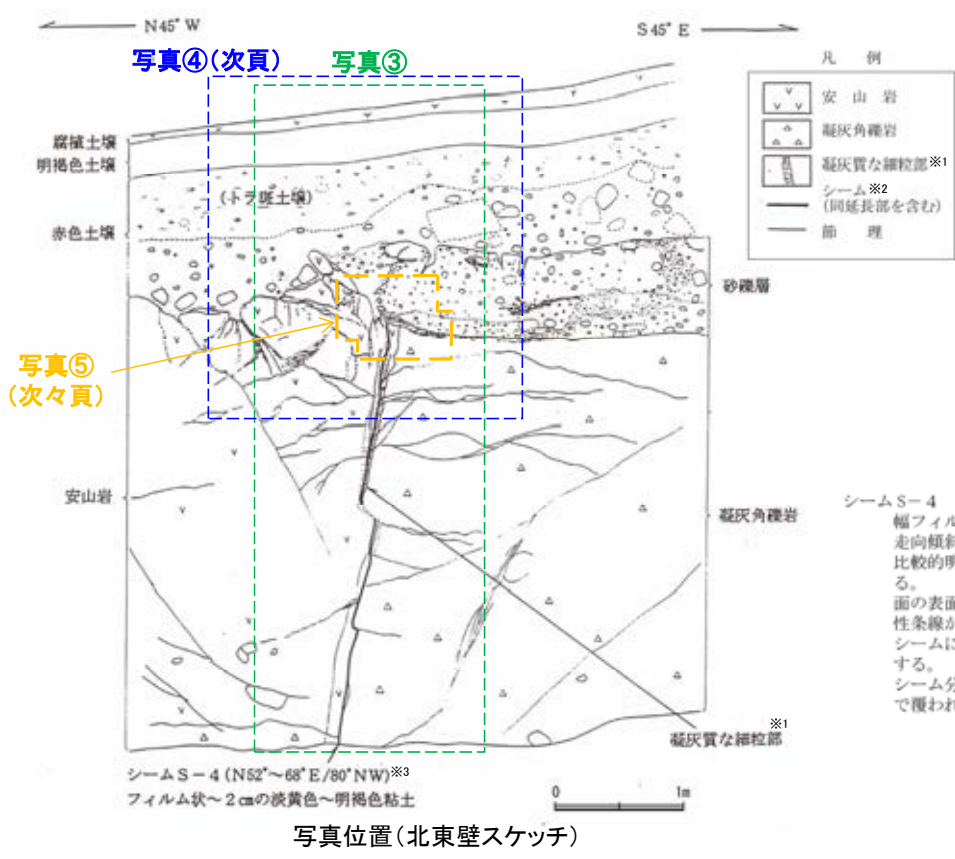 N45°W
S45°E
写真④(次頁)
写真③
凡 例
安山岩
凝灰角礫岩
凝灰質な細粒部※1
シーム※2
(同延長部を含む)
節理
腐植土壌
明褐色土壌
(トラ斑土壌)
赤色土壌
砂礫層
写真⑤
(次々頁)
安山岩
凝灰角礫岩
シームS-4
幅フィル
走向傾斜
比較的明
る。
面の表面
性条線か
シームに
する。
シーム分
で覆われ
凝灰質な細粒部※1
シームS-4(N52°~68°E/80°NW)※3
フィルム状~2㎝の淡黄色~明褐色粘土
0 1m
写真位置(北東壁スケッチ)